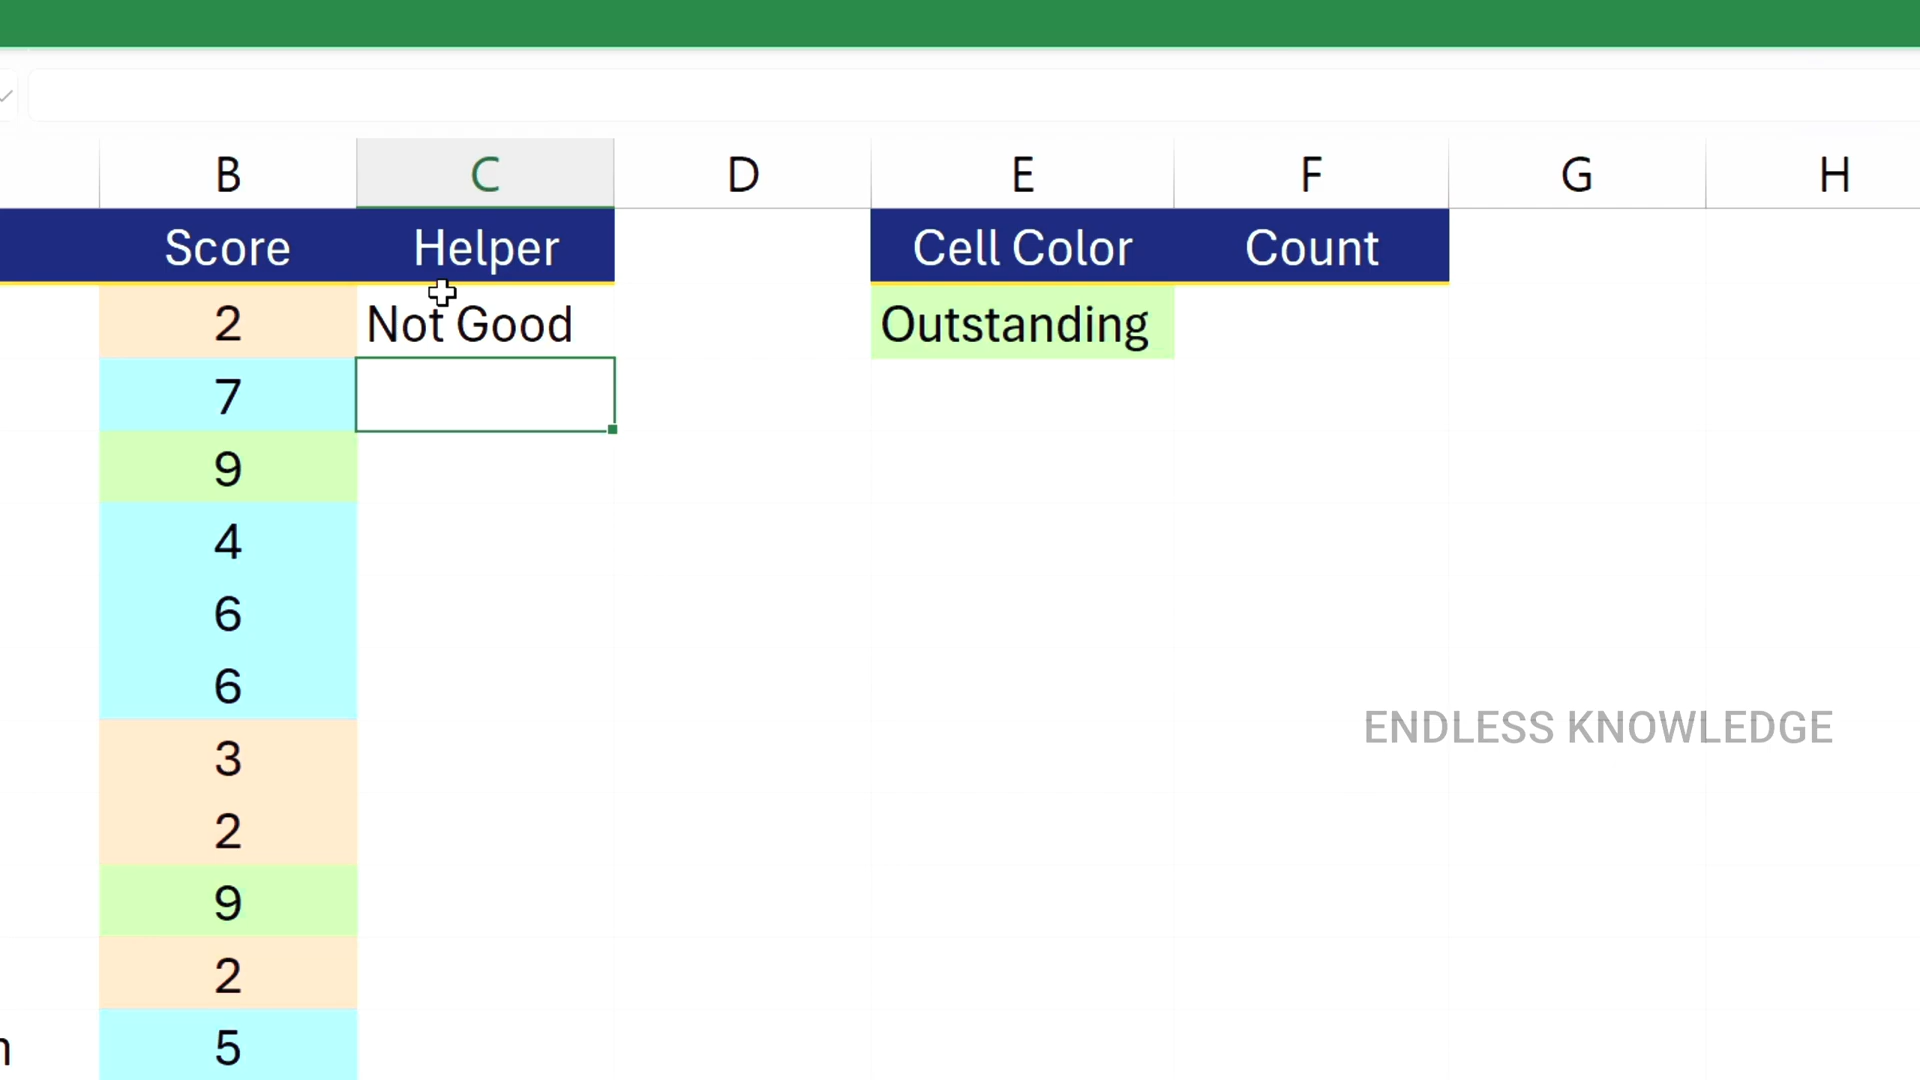 B C D E F G H
Score Helper Cell Color Count
2 Not Good Outstanding
7
9
4
6
6
3
ENDLESS KNOWLEDGE
2
9
2
5